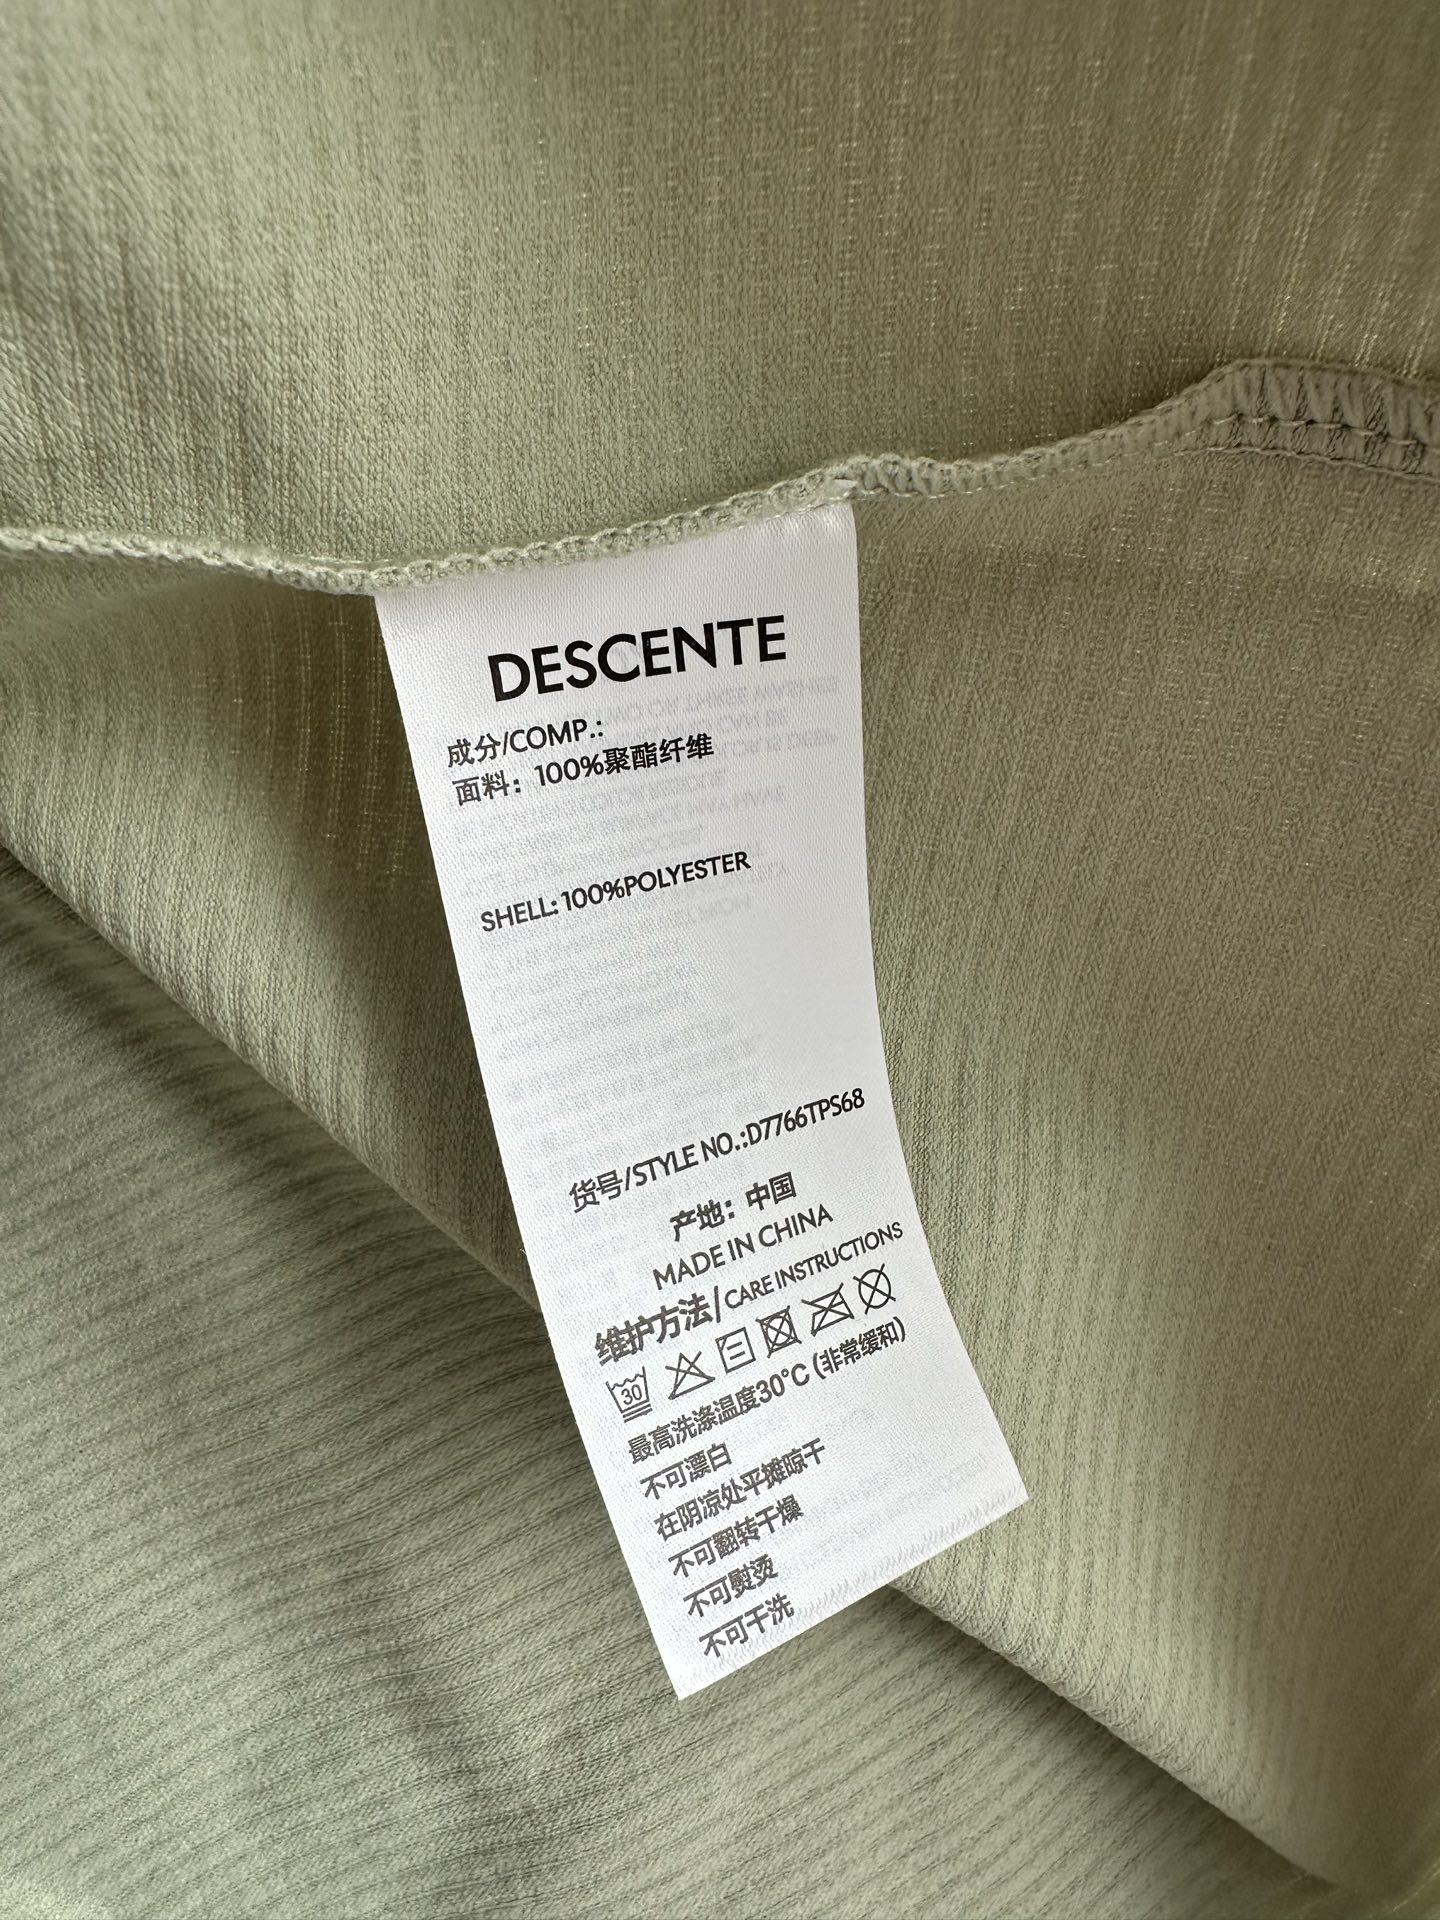 DESCENTE
成分/COMP.:
面料：100%聚酯纤维
SHELL:100%POLYESTER
货号/STYLE NO.:D7766TPS68
产地：中国
MADE IN CHINA
维护方法/CARE INSTRUCTIONS
30
最高洗涤温度30℃(非常缓和)
不可漂白
在阴凉处平摊晾干
不可翻转干燥
不可熨烫
不可干洗